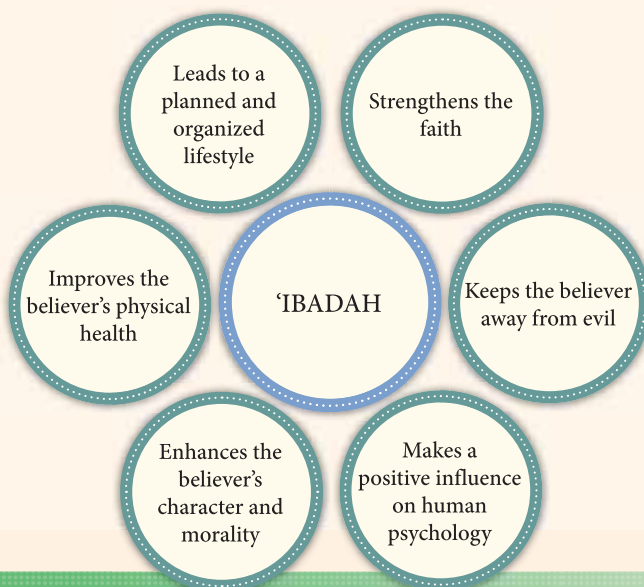 Leads to a
planned and
organized
lifestyle
Strengthens the
faith
Improves the
believer’s physical
health
‘IBADAH
Keeps the believer
away from evil
Enhances the
believer’s
character and
morality
Makes a
positive influence
on human
psychology